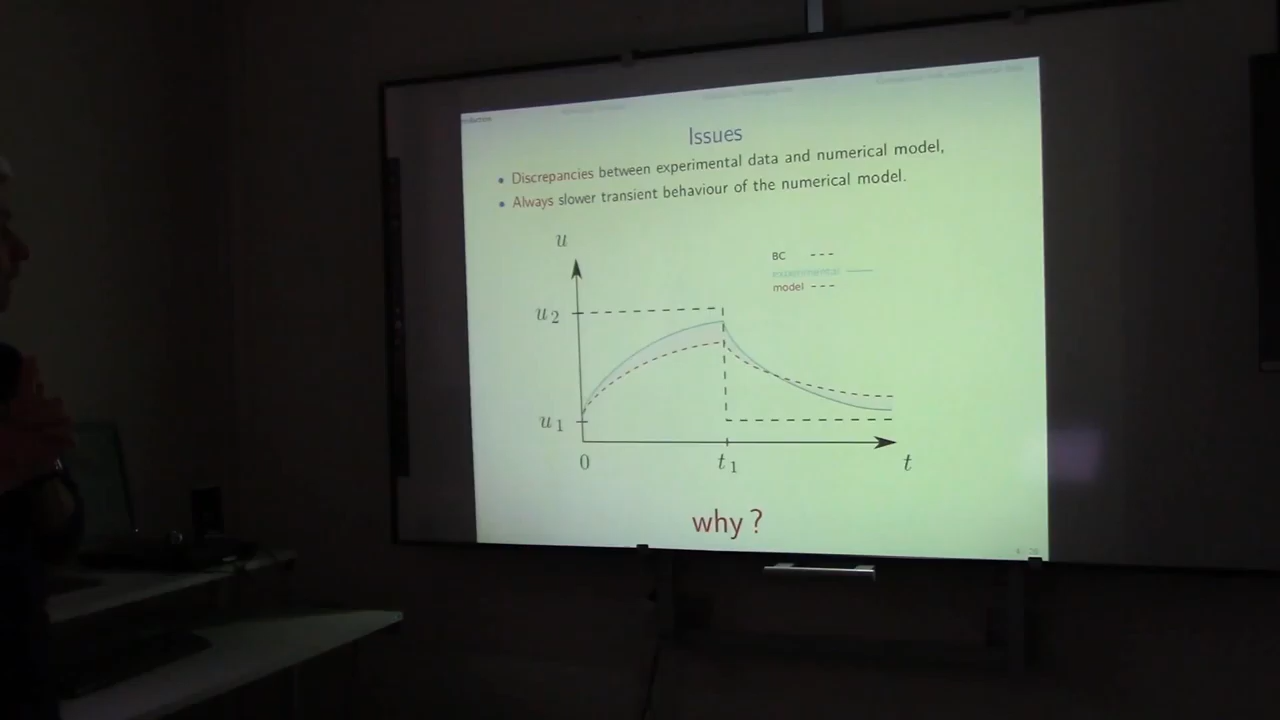 Issues
• Discrepancies between experimental data and numerical model,
• Always slower transient behaviour of the numerical model.
u
BC
experimental
model
u2
u1
0
t1
t
why ?